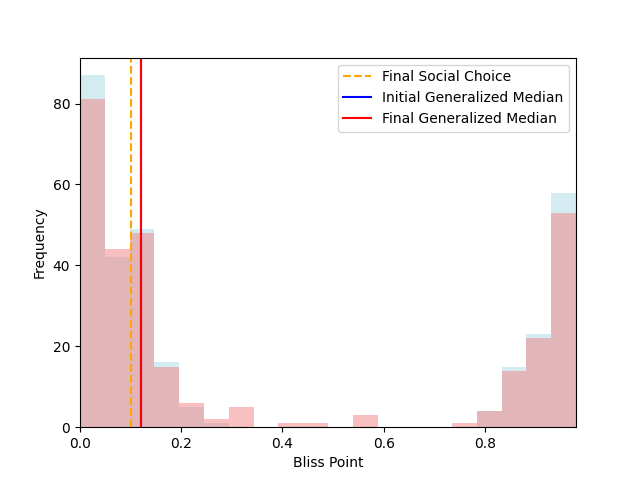 Final Social Choice
Initial Generalized Median
Final Generalized Median
80
60
40
20
0
Frequency
0.0 0.2 0.4 0.6 0.8
Bliss Point